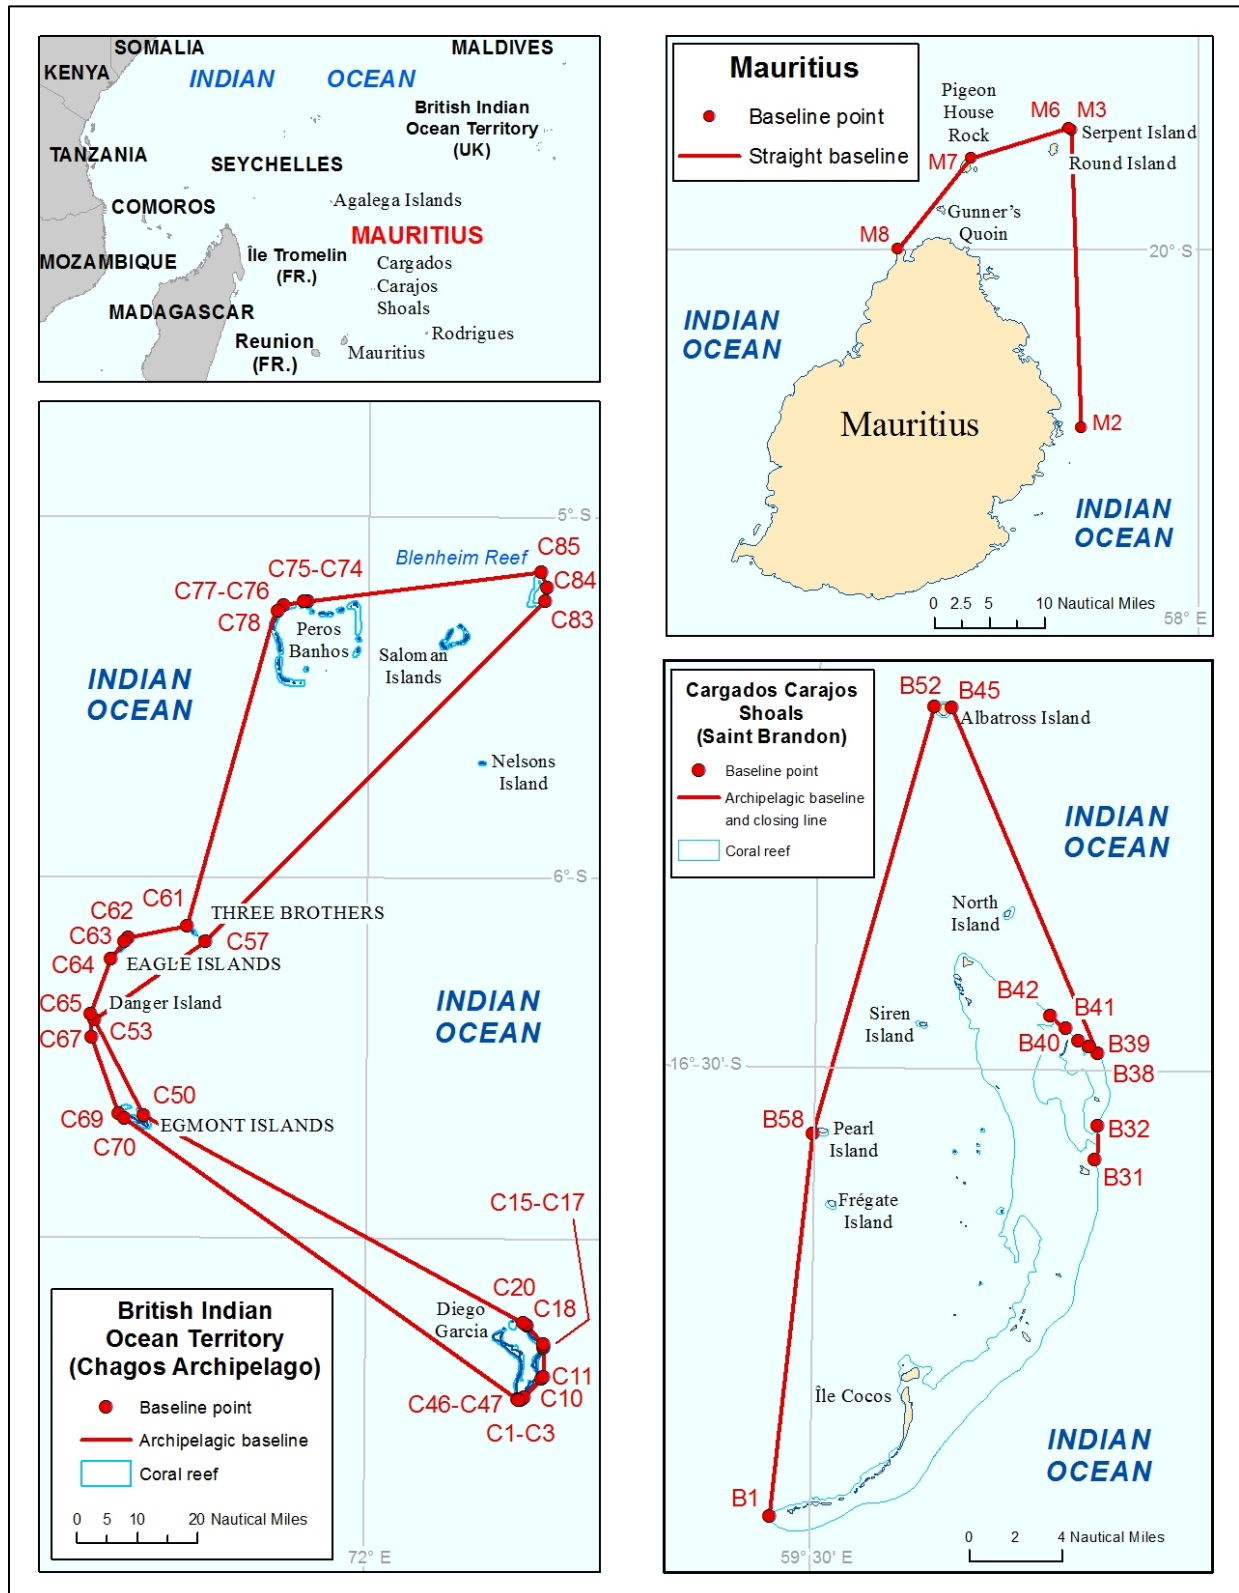 SOMALIA
MALDIVES
KENYA
INDIAN OCEAN
British Indian
Ocean Territory
(UK)
TANZANIA
SEYCHELLES
Agalega Islands
COMOROS
MAURITIUS
Île Tromelin
(FR.)
MOZAMBIQUE
Cargados
Carajos
Shoals
MADAGASCAR
Rodrigues
Reunion
(FR.)
Mauritius
Mauritius
Baseline point
Straight baseline
Pigeon
House
Rock
M6
M3
Serpent Island
M7
Round Island
Gunner's
Quoin
M8
20° S
INDIAN
OCEAN
Mauritius
M2
INDIAN
OCEAN
0 2.5 5 10 Nautical Miles
58° E
5° S
Blenheim Reef
C85
C75-C74
C84
C77-C76
C83
C78
Peros
Banhos
Saloman
Islands
INDIAN
OCEAN
Nelsons
Island
6° S
C61
THREE BROTHERS
C62
C63
C57
C64
EAGLE ISLANDS
C65
Danger Island
C53
C67
INDIAN
OCEAN
C50
C69
EGMONT ISLANDS
C70
C15-C17
C20
C18
Diego
Garcia
C11
C46-C47
C10
C1-C3
British Indian
Ocean Territory
(Chagos Archipelago)
Baseline point
Archipelagic baseline
Coral reef
0 5 10 20 Nautical Miles
72° E
Cargados Carajos
Shoals
(Saint Brandon)
Baseline point
Archipelagic baseline
and closing line
Coral reef
B52
B45
Albatross Island
INDIAN
OCEAN
North
Island
B42
B41
Siren
Island
B40
B39
B38
16° 30' S
B58
Pearl
Island
B32
B31
Frégate
Island
Île Cocos
INDIAN
OCEAN
B1
0 2 4 Nautical Miles
59° 30' E